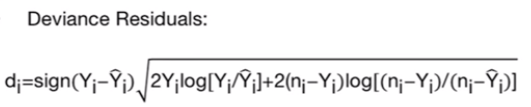 Deviance Residuals:
dᵢ=sign(Yᵢ−Ŷᵢ)√2Yᵢlog[Yᵢ/Ŷᵢ]+2(nᵢ−Yᵢ)log[(nᵢ−Yᵢ)/(nᵢ−Ŷᵢ)]